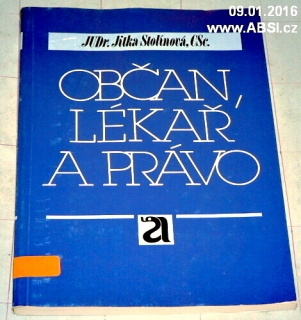 09.01.2016
www.ABSI.cz
JUDr. Jitka Stolínová, CSc.
OBČAN,
LÉKAŘ
A PRÁVO